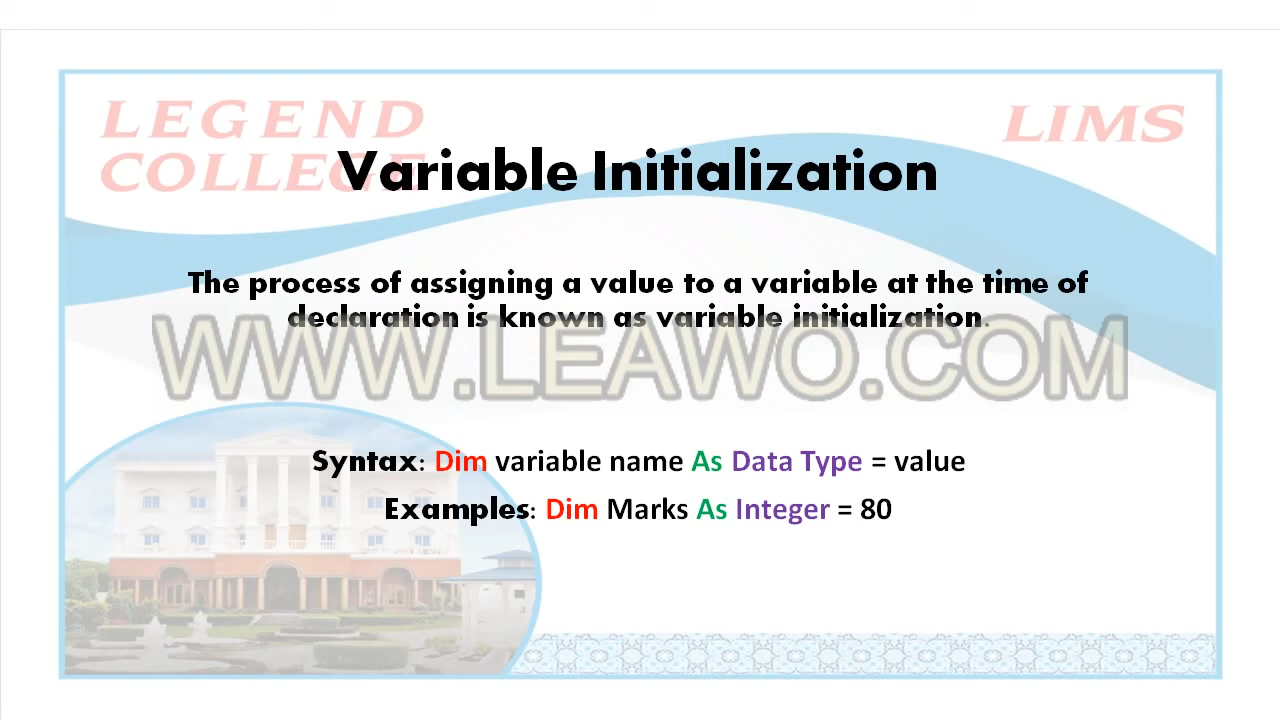 LEGEND
COLLEGE
LIMS
Variable Initialization
The process of assigning a value to a variable at the time of
declaration is known as variable initialization.
WWW.LEAWO.COM
Syntax: Dim variable name As Data Type = value
Examples: Dim Marks As Integer = 80